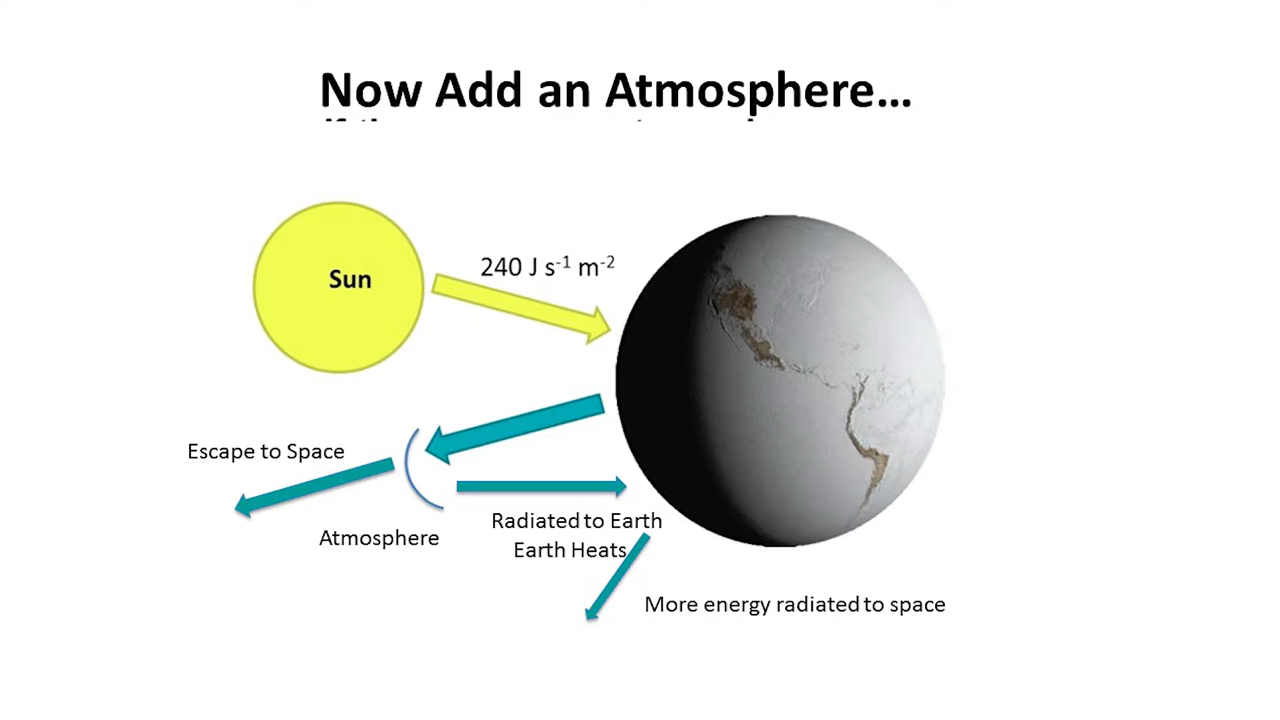 Now Add an Atmosphere...
Sun
240 J s⁻¹ m⁻²
Escape to Space
Atmosphere
Radiated to Earth
Earth Heats
More energy radiated to space